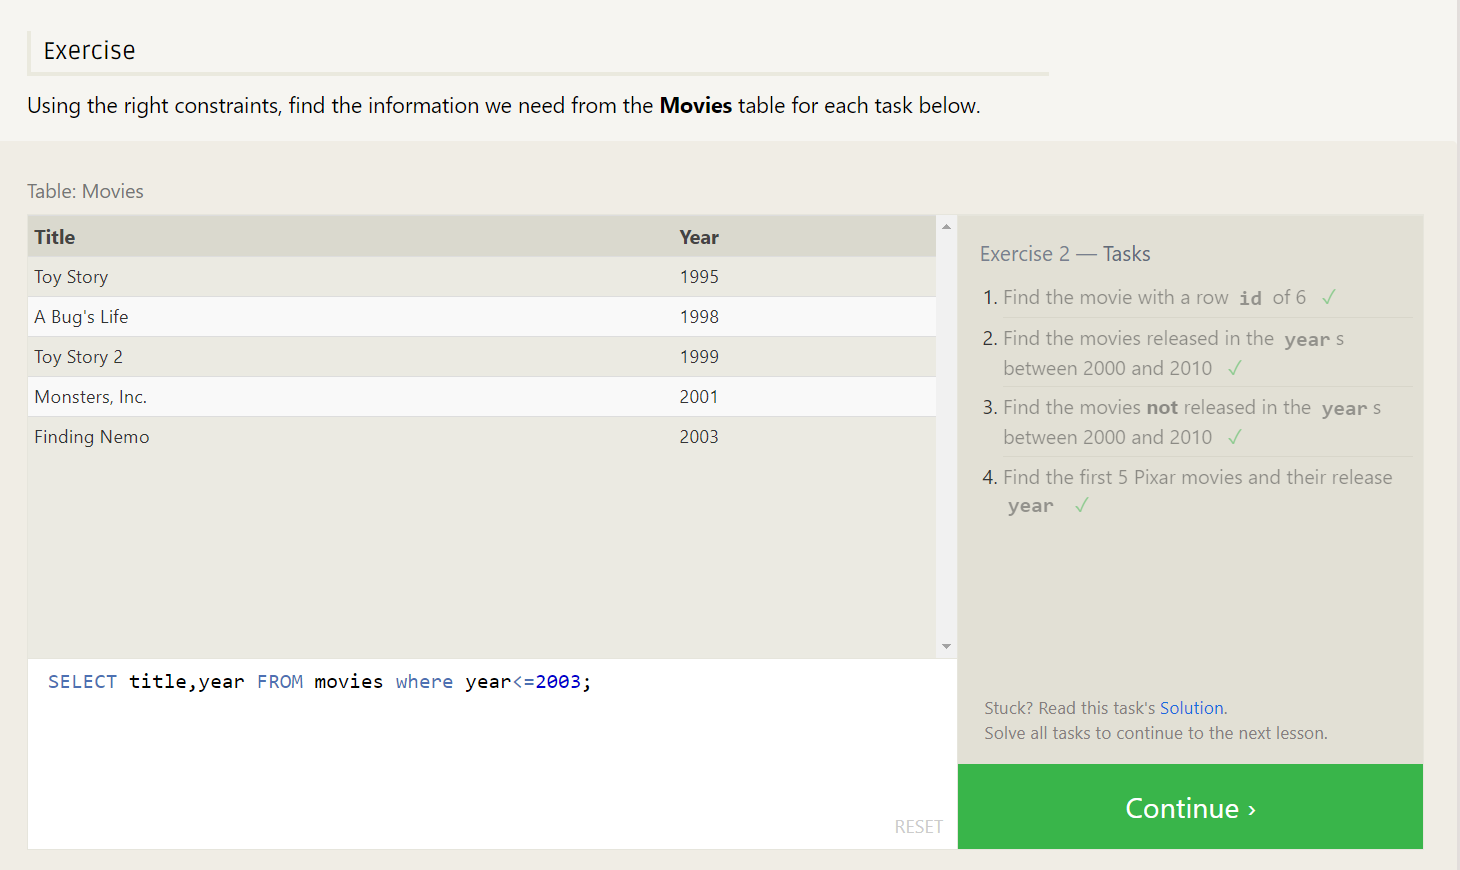 Exercise
Using the right constraints, find the information we need from the Movies table for each task below.
Table: Movies
Title Year
Toy Story 1995
A Bug's Life 1998
Toy Story 2 1999
Monsters, Inc. 2001
Finding Nemo 2003
SELECT title,year FROM movies where year<=2003;
RESET
Exercise 2 — Tasks
1. Find the movie with a row id of 6 ✓
2. Find the movies released in the year s
between 2000 and 2010 ✓
3. Find the movies not released in the year s
between 2000 and 2010 ✓
4. Find the first 5 Pixar movies and their release
year ✓
Stuck? Read this task's Solution.
Solve all tasks to continue to the next lesson.
Continue ›